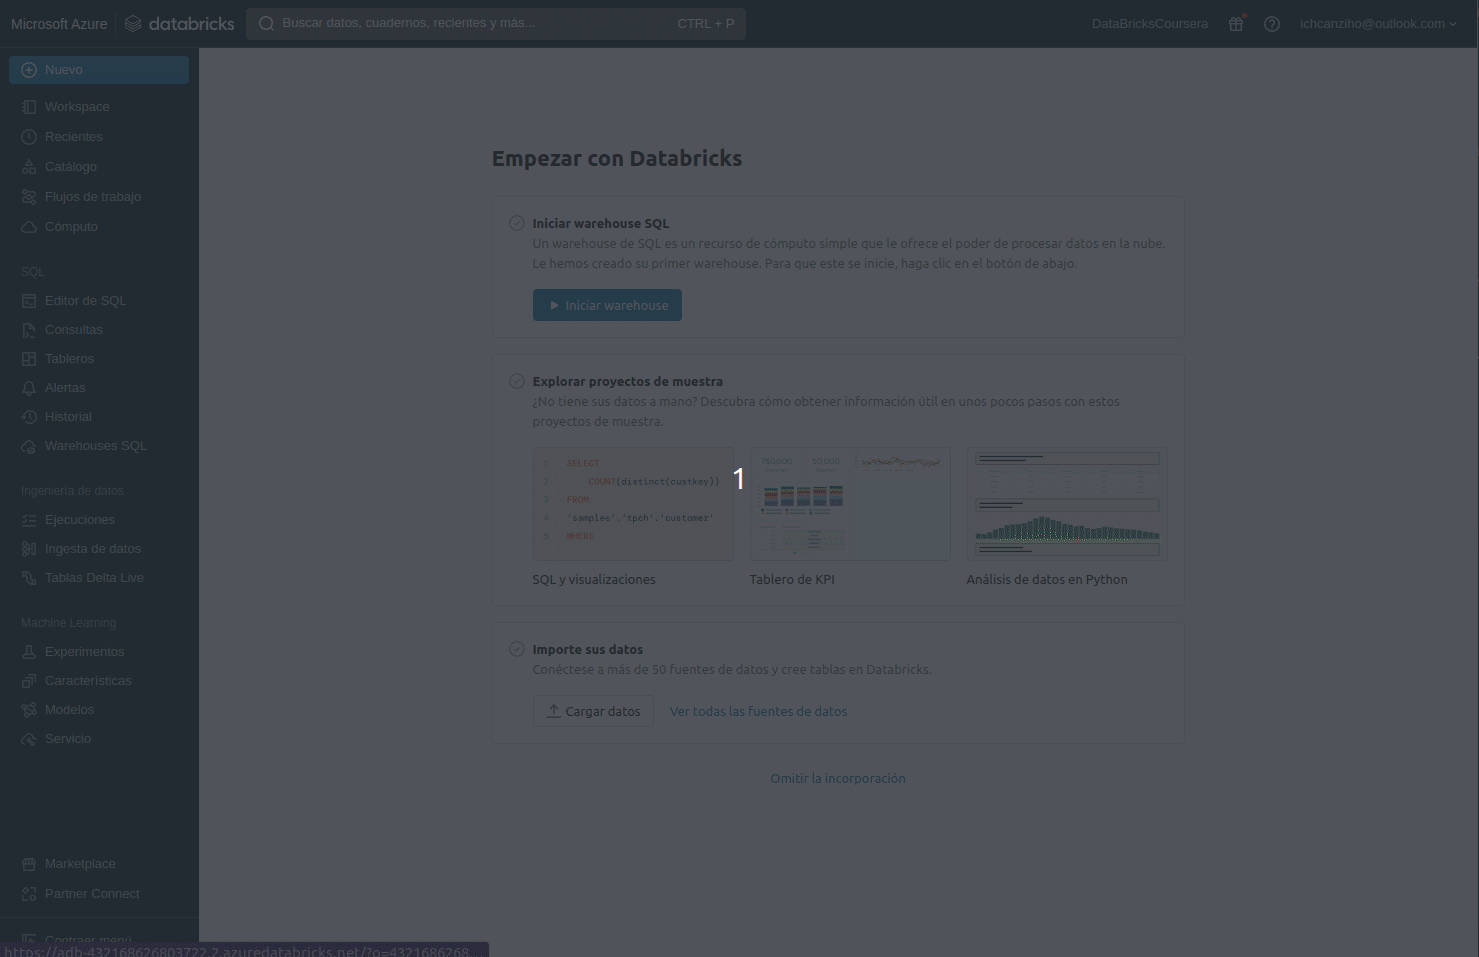 Microsoft Azure
databricks
Buscar datos, cuadernos, recientes y más...
CTRL + P
DataBricksCoursera
ichcanziho@outlook.com
Nuevo
Workspace
Recientes
Catálogo
Flujos de trabajo
Cómputo
SQL
Editor de SQL
Consultas
Tableros
Alertas
Historial
Warehouses SQL
Ingeniería de datos
Ejecuciones
Ingesta de datos
Tablas Delta Live
Machine Learning
Experimentos
Características
Modelos
Servicio
Marketplace
Partner Connect
Contraer menú
https://adb-432168626803722.2.azuredatabricks.net/?o=4321686268...
Empezar con Databricks
Iniciar warehouse SQL
Un warehouse de SQL es un recurso de cómputo simple que le ofrece el poder de procesar datos en la nube.
Le hemos creado su primer warehouse. Para que este se inicie, haga clic en el botón de abajo.
Iniciar warehouse
Explorar proyectos de muestra
¿No tiene sus datos a mano? Descubra cómo obtener información útil en unos pocos pasos con estos
proyectos de muestra.
1 SELECT
2 COUNT(distinct(custkey))
3 FROM
4 'samples'.'tpch'.'customer'
5 WHERE
1
750,000
50,000
SQL y visualizaciones
Tablero de KPI
Análisis de datos en Python
Importe sus datos
Conéctese a más de 50 fuentes de datos y cree tablas en Databricks.
Cargar datos
Ver todas las fuentes de datos
Omitir la incorporación